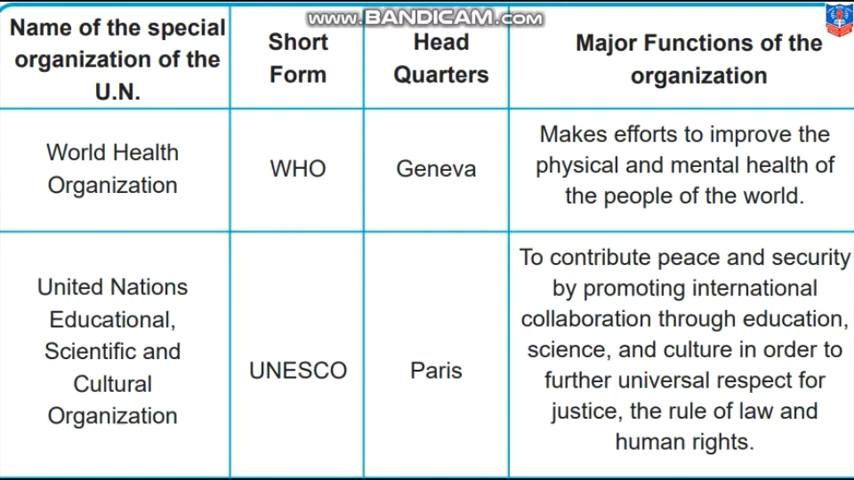 www.BANDICAM.com
Name of the special
organization of the
U.N.
Short
Form
Head
Quarters
Major Functions of the
organization
World Health
Organization
WHO
Geneva
Makes efforts to improve the
physical and mental health of
the people of the world.
United Nations
Educational,
Scientific and
Cultural
Organization
UNESCO
Paris
To contribute peace and security
by promoting international
collaboration through education,
science, and culture in order to
further universal respect for
justice, the rule of law and
human rights.